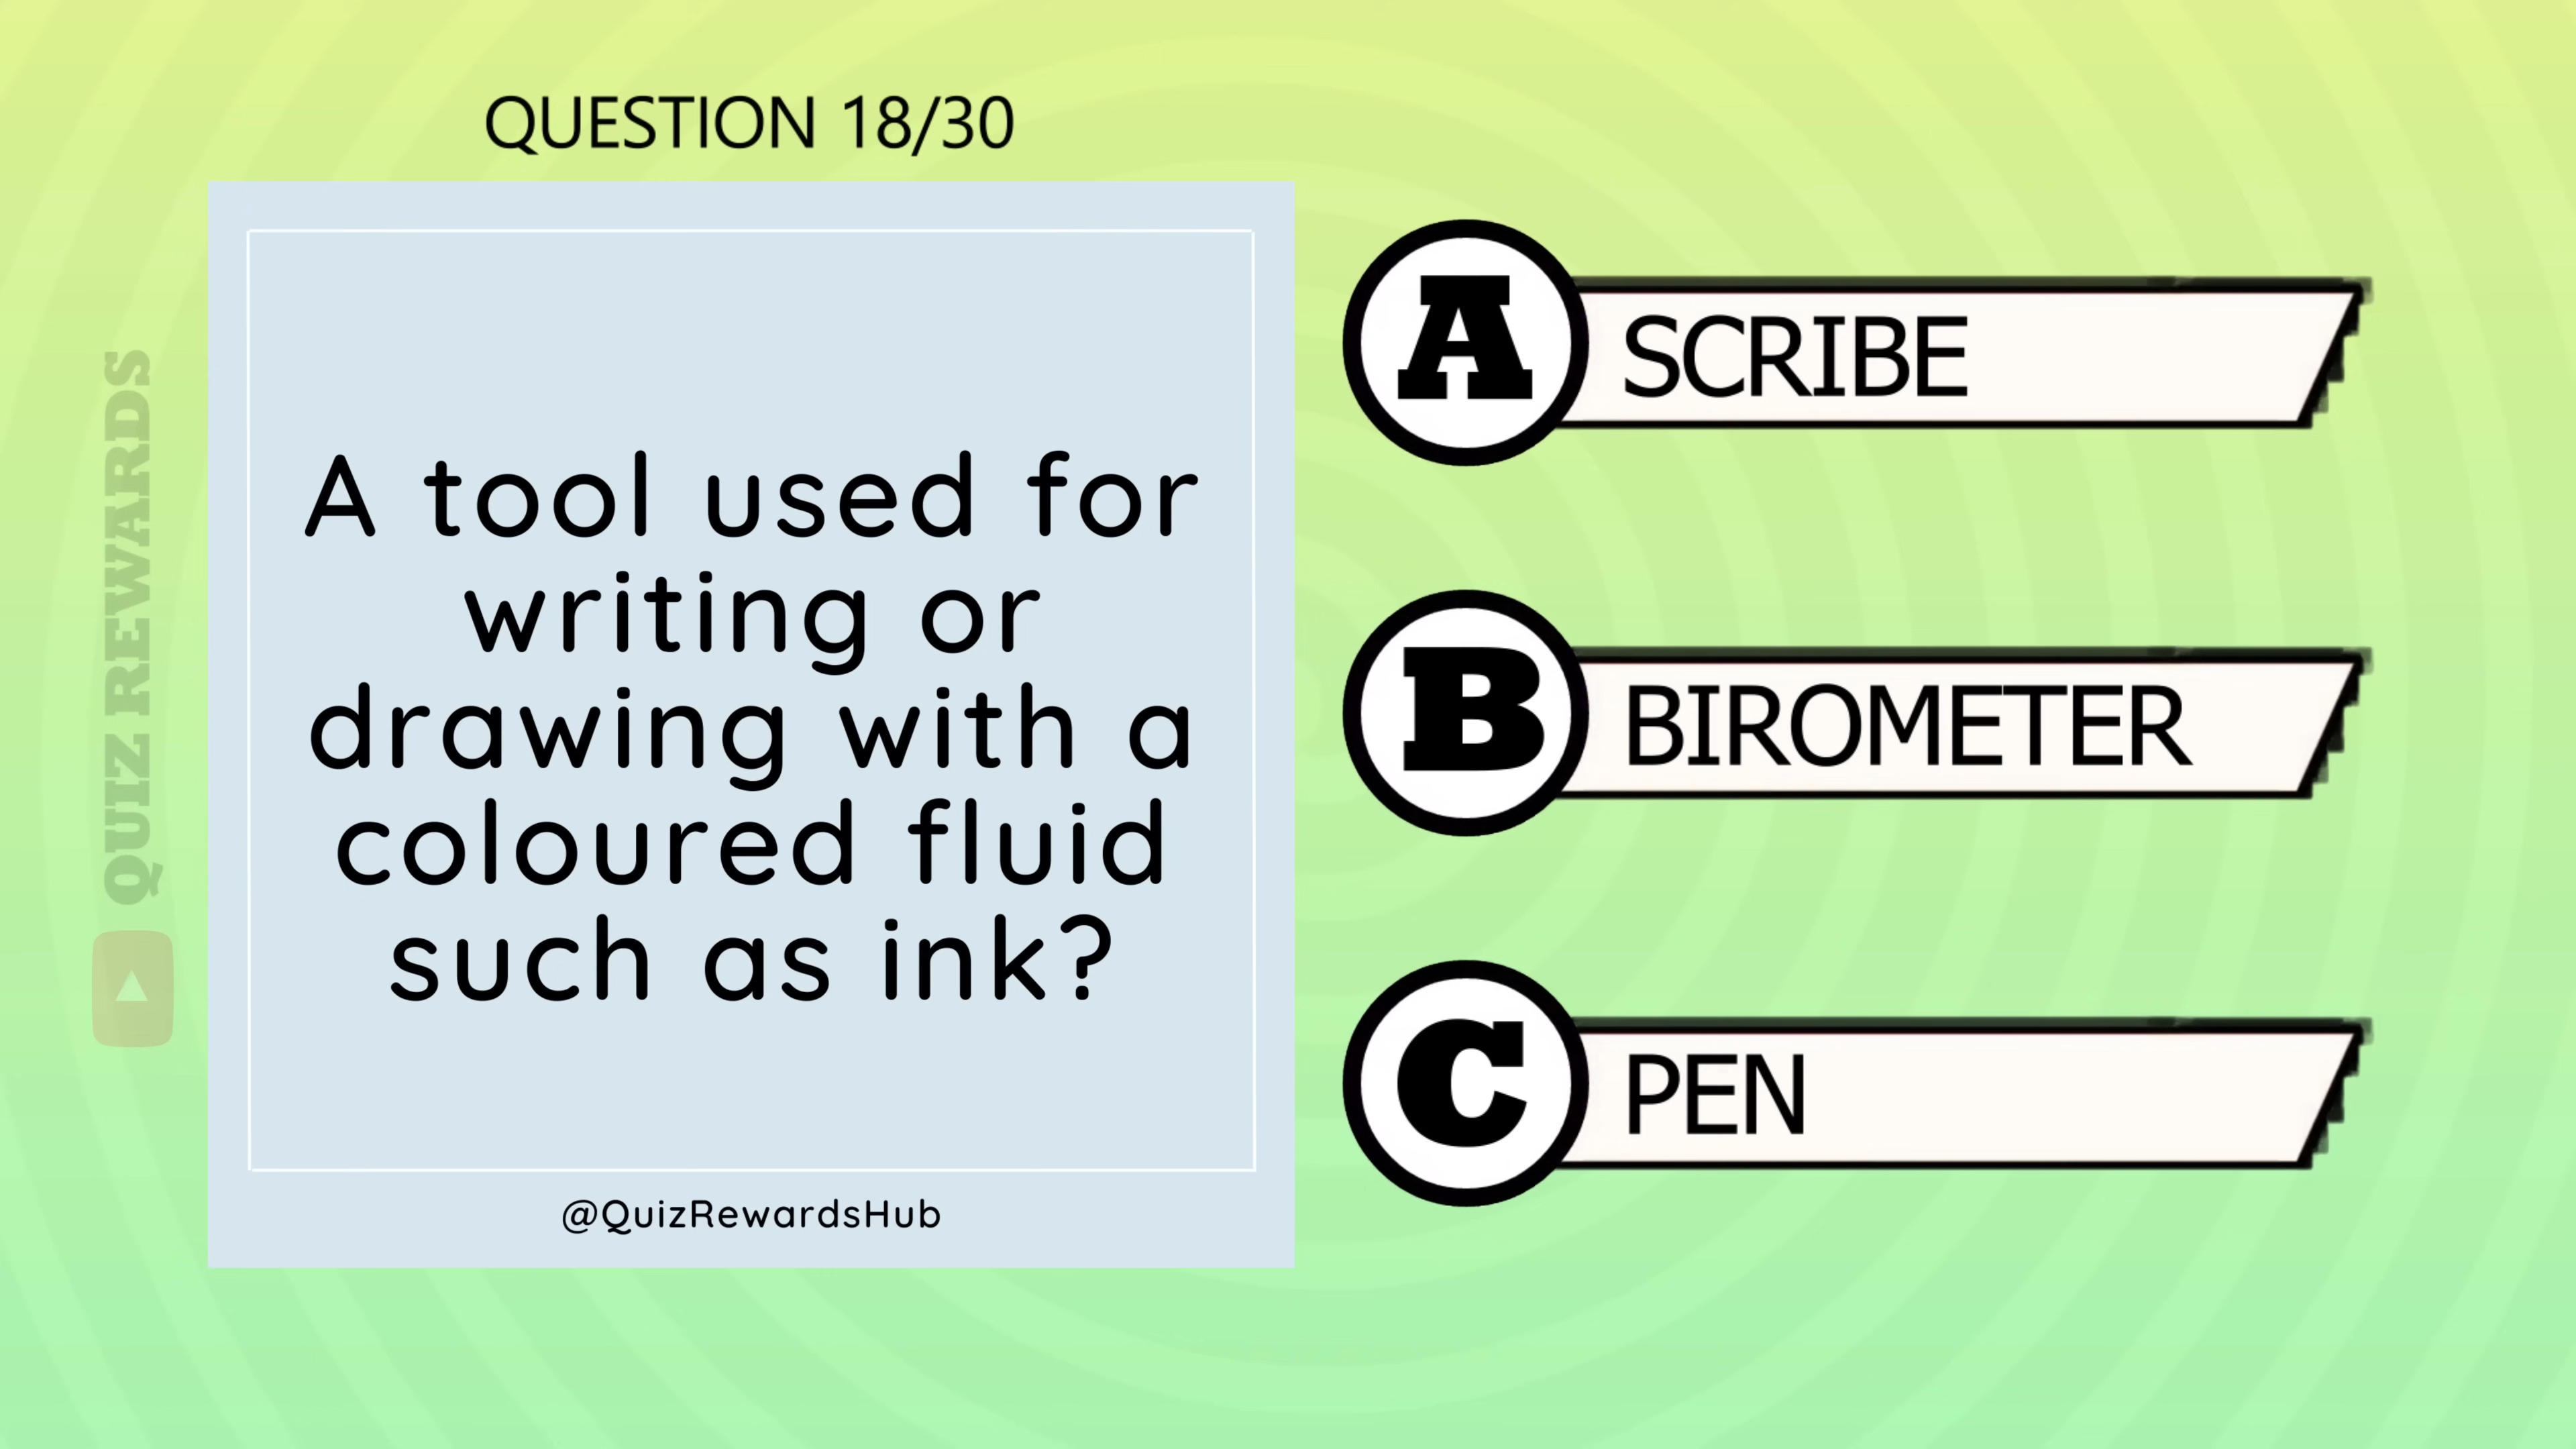 QUESTION 18/30
QUIZ REWARDS
A tool used for
writing or
drawing with a
coloured fluid
such as ink?
@QuizRewardsHub
A SCRIBE
B BIROMETER
C PEN